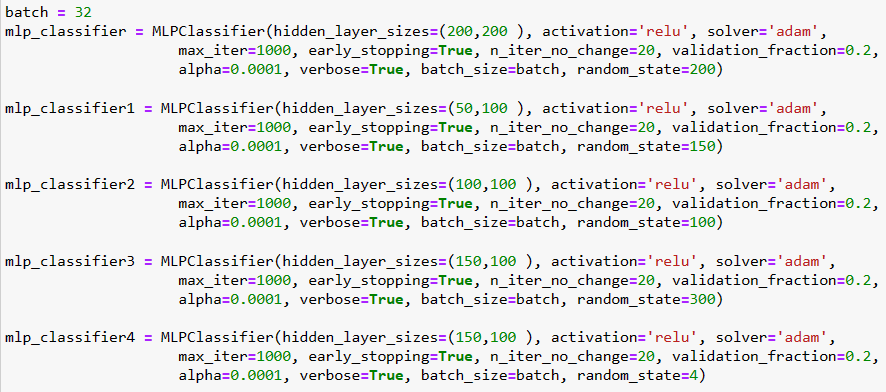 batch = 32
mlp_classifier = MLPClassifier(hidden_layer_sizes=(200,200 ), activation='relu', solver='adam',
max_iter=1000, early_stopping=True, n_iter_no_change=20, validation_fraction=0.2,
alpha=0.0001, verbose=True, batch_size=batch, random_state=200)
mlp_classifier1 = MLPClassifier(hidden_layer_sizes=(50,100 ), activation='relu', solver='adam',
max_iter=1000, early_stopping=True, n_iter_no_change=20, validation_fraction=0.2,
alpha=0.0001, verbose=True, batch_size=batch, random_state=150)
mlp_classifier2 = MLPClassifier(hidden_layer_sizes=(100,100 ), activation='relu', solver='adam',
max_iter=1000, early_stopping=True, n_iter_no_change=20, validation_fraction=0.2,
alpha=0.0001, verbose=True, batch_size=batch, random_state=100)
mlp_classifier3 = MLPClassifier(hidden_layer_sizes=(150,100 ), activation='relu', solver='adam',
max_iter=1000, early_stopping=True, n_iter_no_change=20, validation_fraction=0.2,
alpha=0.0001, verbose=True, batch_size=batch, random_state=300)
mlp_classifier4 = MLPClassifier(hidden_layer_sizes=(150,100 ), activation='relu', solver='adam',
max_iter=1000, early_stopping=True, n_iter_no_change=20, validation_fraction=0.2,
alpha=0.0001, verbose=True, batch_size=batch, random_state=4)